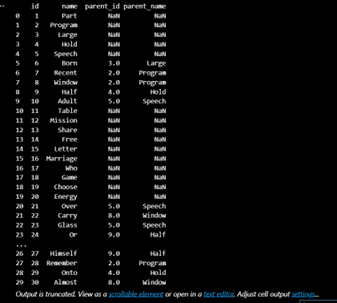 id name parent_id parent_name
0 1 Part NaN NaN
1 2 Program NaN NaN
2 3 Large NaN NaN
3 4 Hold NaN NaN
4 5 Speech NaN NaN
5 6 Born 3.0 Large
6 7 Recent 2.0 Program
7 8 Window 2.0 Program
8 9 Half 4.0 Hold
9 10 Adult 5.0 Speech
10 11 Table NaN NaN
11 12 Mission NaN NaN
12 13 Share NaN NaN
13 14 Free NaN NaN
14 15 Letter NaN NaN
15 16 Marriage NaN NaN
16 17 Who NaN NaN
17 18 Game NaN NaN
18 19 Choose NaN NaN
19 20 Energy NaN NaN
20 21 Over 5.0 Speech
21 22 Carry 8.0 Window
22 23 Glass 5.0 Speech
23 24 Or 9.0 Half
...
26 27 Himself 9.0 Half
27 28 Remember 2.0 Program
28 29 Onto 4.0 Hold
29 30 Almost 8.0 Window
Output is truncated. View as a scrollable element or open in a text editor. Adjust cell output settings...